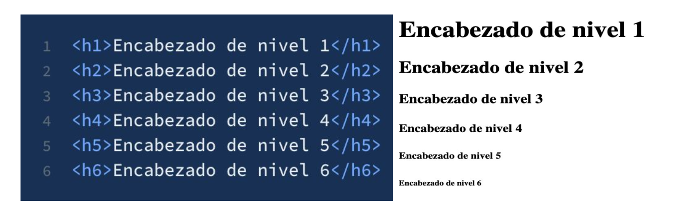 1 <h1>Encabezado de nivel 1</h1>
2 <h2>Encabezado de nivel 2</h2>
3 <h3>Encabezado de nivel 3</h3>
4 <h4>Encabezado de nivel 4</h4>
5 <h5>Encabezado de nivel 5</h5>
6 <h6>Encabezado de nivel 6</h6>
Encabezado de nivel 1
Encabezado de nivel 2
Encabezado de nivel 3
Encabezado de nivel 4
Encabezado de nivel 5
Encabezado de nivel 6